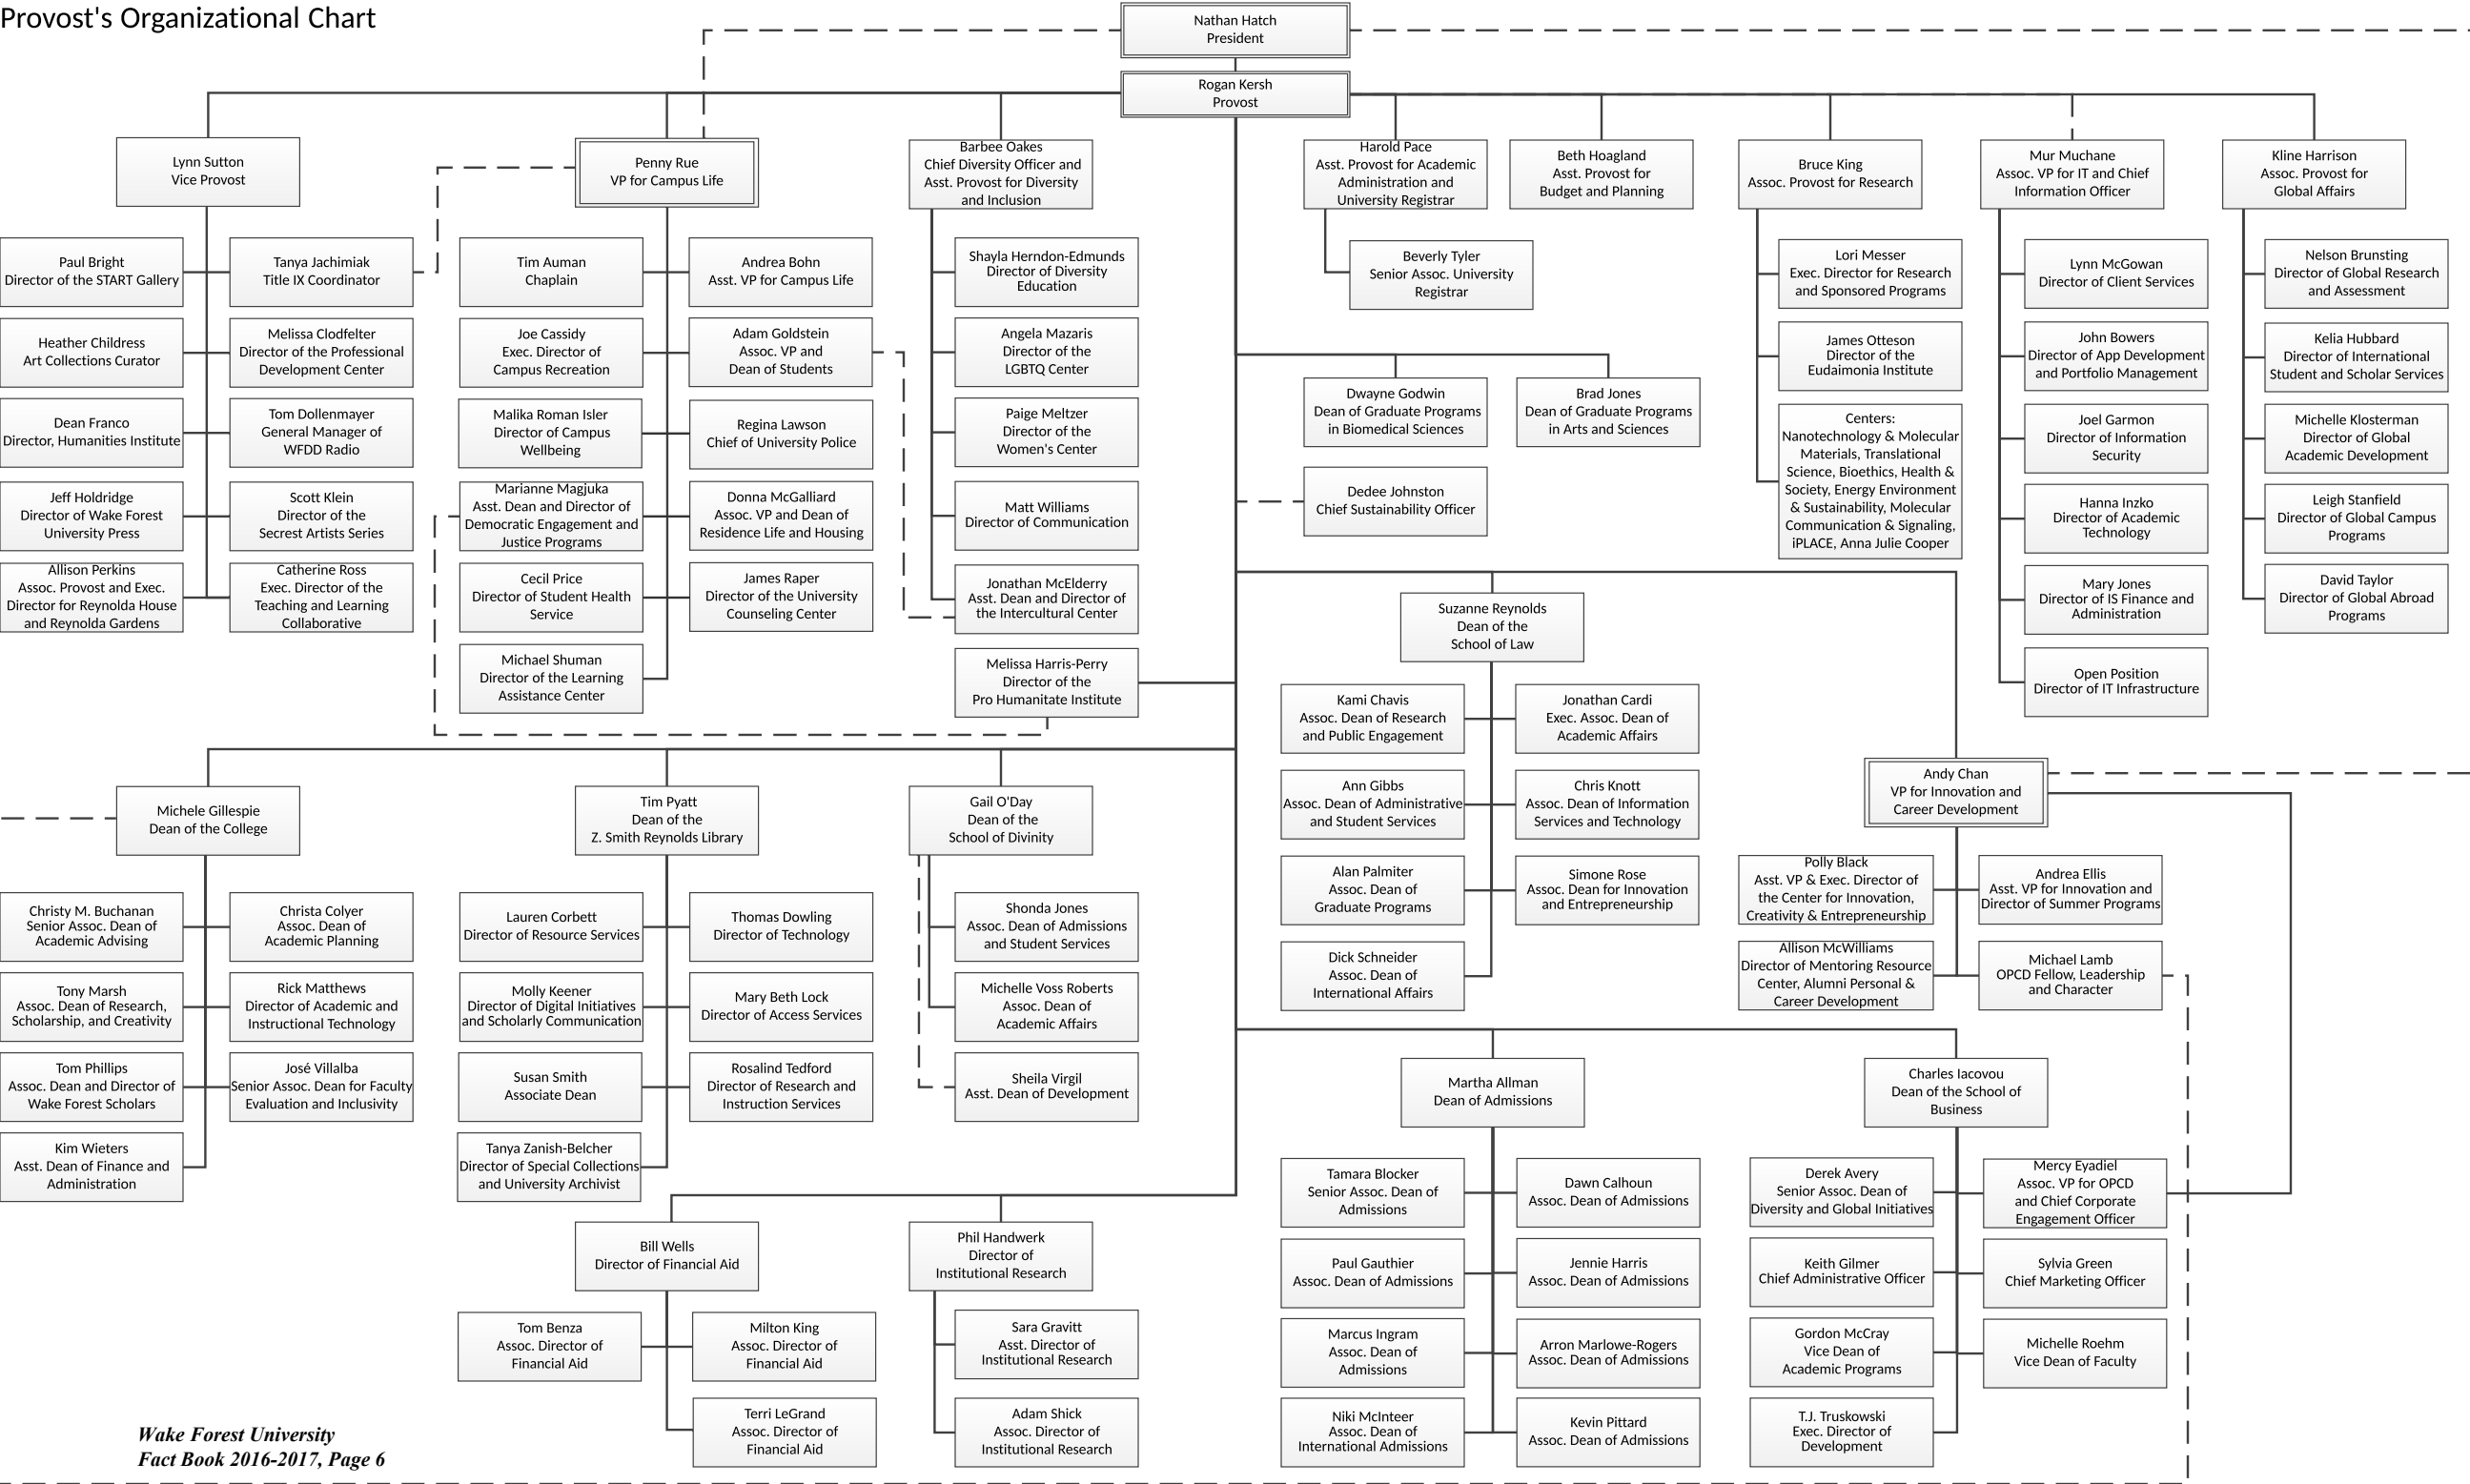 Provost's Organizational Chart
Nathan Hatch
President
Rogan Kersh
Provost
Lynn Sutton
Vice Provost
Penny Rue
VP for Campus Life
Barbee Oakes
Chief Diversity Officer and
Asst. Provost for Diversity
and Inclusion
Harold Pace
Asst. Provost for Academic
Administration and
University Registrar
Beth Hoagland
Asst. Provost for
Budget and Planning
Bruce King
Assoc. Provost for Research
Mur Muchane
Assoc. VP for IT and Chief
Information Officer
Kline Harrison
Assoc. Provost for
Global Affairs
Paul Bright
Director of the START Gallery
Tanya Jachimiak
Title IX Coordinator
Heather Childress
Art Collections Curator
Melissa Clodfelter
Director of the Professional
Development Center
Dean Franco
Director, Humanities Institute
Tom Dollenmayer
General Manager of
WFDD Radio
Jeff Holdridge
Director of Wake Forest
University Press
Scott Klein
Director of the
Secrest Artists Series
Allison Perkins
Assoc. Provost and Exec.
Director for Reynolda House
and Reynolda Gardens
Catherine Ross
Exec. Director of the
Teaching and Learning
Collaborative
Tim Auman
Chaplain
Andrea Bohn
Asst. VP for Campus Life
Joe Cassidy
Exec. Director of
Campus Recreation
Adam Goldstein
Assoc. VP and
Dean of Students
Malika Roman Isler
Director of Campus
Wellbeing
Regina Lawson
Chief of University Police
Marianne Magjuka
Asst. Dean and Director of
Democratic Engagement and
Justice Programs
Donna McGalliard
Assoc. VP and Dean of
Residence Life and Housing
Cecil Price
Director of Student Health
Service
James Raper
Director of the University
Counseling Center
Michael Shuman
Director of the Learning
Assistance Center
Shayla Herndon-Edmunds
Director of Diversity
Education
Angela Mazaris
Director of the
LGBTQ Center
Paige Meltzer
Director of the
Women's Center
Matt Williams
Director of Communication
Jonathan McElderry
Asst. Dean and Director of
the Intercultural Center
Melissa Harris-Perry
Director of the
Pro Humanitate Institute
Beverly Tyler
Senior Assoc. University
Registrar
Dwayne Godwin
Dean of Graduate Programs
in Biomedical Sciences
Brad Jones
Dean of Graduate Programs
in Arts and Sciences
Dedee Johnston
Chief Sustainability Officer
Lori Messer
Exec. Director for Research
and Sponsored Programs
James Otteson
Director of the
Eudaimonia Institute
Centers:
Nanotechnology & Molecular
Materials, Translational
Science, Bioethics, Health &
Society, Energy Environment
& Sustainability, Molecular
Communication & Signaling,
iPLACE, Anna Julie Cooper
Lynn McGowan
Director of Client Services
John Bowers
Director of App Development
and Portfolio Management
Joel Garmon
Director of Information
Security
Hanna Inzko
Director of Academic
Technology
Mary Jones
Director of IS Finance and
Administration
Open Position
Director of IT Infrastructure
Nelson Brunsting
Director of Global Research
and Assessment
Kelia Hubbard
Director of International
Student and Scholar Services
Michelle Klosterman
Director of Global
Academic Development
Leigh Stanfield
Director of Global Campus
Programs
David Taylor
Director of Global Abroad
Programs
Suzanne Reynolds
Dean of the
School of Law
Kami Chavis
Assoc. Dean of Research
and Public Engagement
Jonathan Cardi
Exec. Assoc. Dean of
Academic Affairs
Ann Gibbs
Assoc. Dean of Administrative
and Student Services
Chris Knott
Assoc. Dean of Information
Services and Technology
Alan Palmiter
Assoc. Dean of
Graduate Programs
Simone Rose
Assoc. Dean for Innovation
and Entrepreneurship
Dick Schneider
Assoc. Dean of
International Affairs
Andy Chan
VP for Innovation and
Career Development
Polly Black
Asst. VP & Exec. Director of
the Center for Innovation,
Creativity & Entrepreneurship
Andrea Ellis
Asst. VP for Innovation and
Director of Summer Programs
Allison McWilliams
Director of Mentoring Resource
Center, Alumni Personal &
Career Development
Michael Lamb
OPCD Fellow, Leadership
and Character
Michele Gillespie
Dean of the College
Tim Pyatt
Dean of the
Z. Smith Reynolds Library
Gail O'Day
Dean of the
School of Divinity
Christy M. Buchanan
Senior Assoc. Dean of
Academic Advising
Christa Colyer
Assoc. Dean of
Academic Planning
Tony Marsh
Assoc. Dean of Research,
Scholarship, and Creativity
Rick Matthews
Director of Academic and
Instructional Technology
Tom Phillips
Assoc. Dean and Director of
Wake Forest Scholars
José Villalba
Senior Assoc. Dean for Faculty
Evaluation and Inclusivity
Kim Wieters
Asst. Dean of Finance and
Administration
Lauren Corbett
Director of Resource Services
Thomas Dowling
Director of Technology
Molly Keener
Director of Digital Initiatives
and Scholarly Communication
Mary Beth Lock
Director of Access Services
Susan Smith
Associate Dean
Rosalind Tedford
Director of Research and
Instruction Services
Tanya Zanish-Belcher
Director of Special Collections
and University Archivist
Shonda Jones
Assoc. Dean of Admissions
and Student Services
Michelle Voss Roberts
Assoc. Dean of
Academic Affairs
Sheila Virgil
Asst. Dean of Development
Bill Wells
Director of Financial Aid
Phil Handwerk
Director of
Institutional Research
Tom Benza
Assoc. Director of
Financial Aid
Milton King
Assoc. Director of
Financial Aid
Terri LeGrand
Assoc. Director of
Financial Aid
Sara Gravitt
Asst. Director of
Institutional Research
Adam Shick
Assoc. Director of
Institutional Research
Martha Allman
Dean of Admissions
Charles Iacovou
Dean of the School of
Business
Tamara Blocker
Senior Assoc. Dean of
Admissions
Dawn Calhoun
Assoc. Dean of Admissions
Paul Gauthier
Assoc. Dean of Admissions
Jennie Harris
Assoc. Dean of Admissions
Marcus Ingram
Assoc. Dean of
Admissions
Arron Marlowe-Rogers
Assoc. Dean of Admissions
Niki McInteer
Assoc. Dean of
International Admissions
Kevin Pittard
Assoc. Dean of Admissions
Derek Avery
Senior Assoc. Dean of
Diversity and Global Initiatives
Mercy Eyadiel
Assoc. VP for OPCD
and Chief Corporate
Engagement Officer
Keith Gilmer
Chief Administrative Officer
Sylvia Green
Chief Marketing Officer
Gordon McCray
Vice Dean of
Academic Programs
Michelle Roehm
Vice Dean of Faculty
T.J. Truskowski
Exec. Director of
Development
Wake Forest University
Fact Book 2016-2017, Page 6